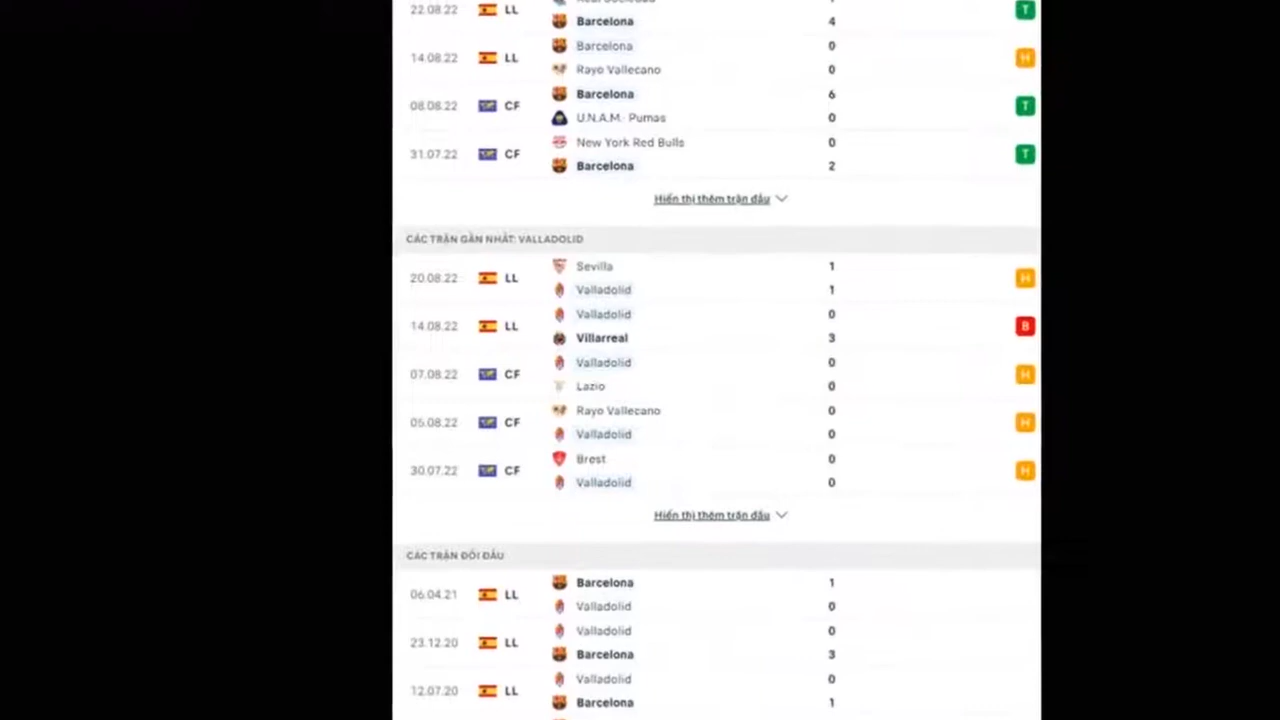 22.08.22 LL
Barcelona 4 T
Barcelona 0
14.08.22 LL H
Rayo Vallecano 0
Barcelona 6
08.08.22 CF T
U.N.A.M.- Pumas 0
New York Red Bulls 0
31.07.22 CF T
Barcelona 2
Hiển thị thêm trận đấu
CÁC TRẬN GẦN NHẤT: VALLADOLID
Sevilla 1
20.08.22 LL H
Valladolid 1
Valladolid 0
14.08.22 LL B
Villarreal 3
Valladolid 0
07.08.22 CF H
Lazio 0
Rayo Vallecano 0
05.08.22 CF H
Valladolid 0
Brest 0
30.07.22 CF H
Valladolid 0
Hiển thị thêm trận đấu
CÁC TRẬN ĐỐI ĐẦU
Barcelona 1
06.04.21 LL
Valladolid 0
Valladolid 0
23.12.20 LL
Barcelona 3
Valladolid 0
12.07.20 LL
Barcelona 1